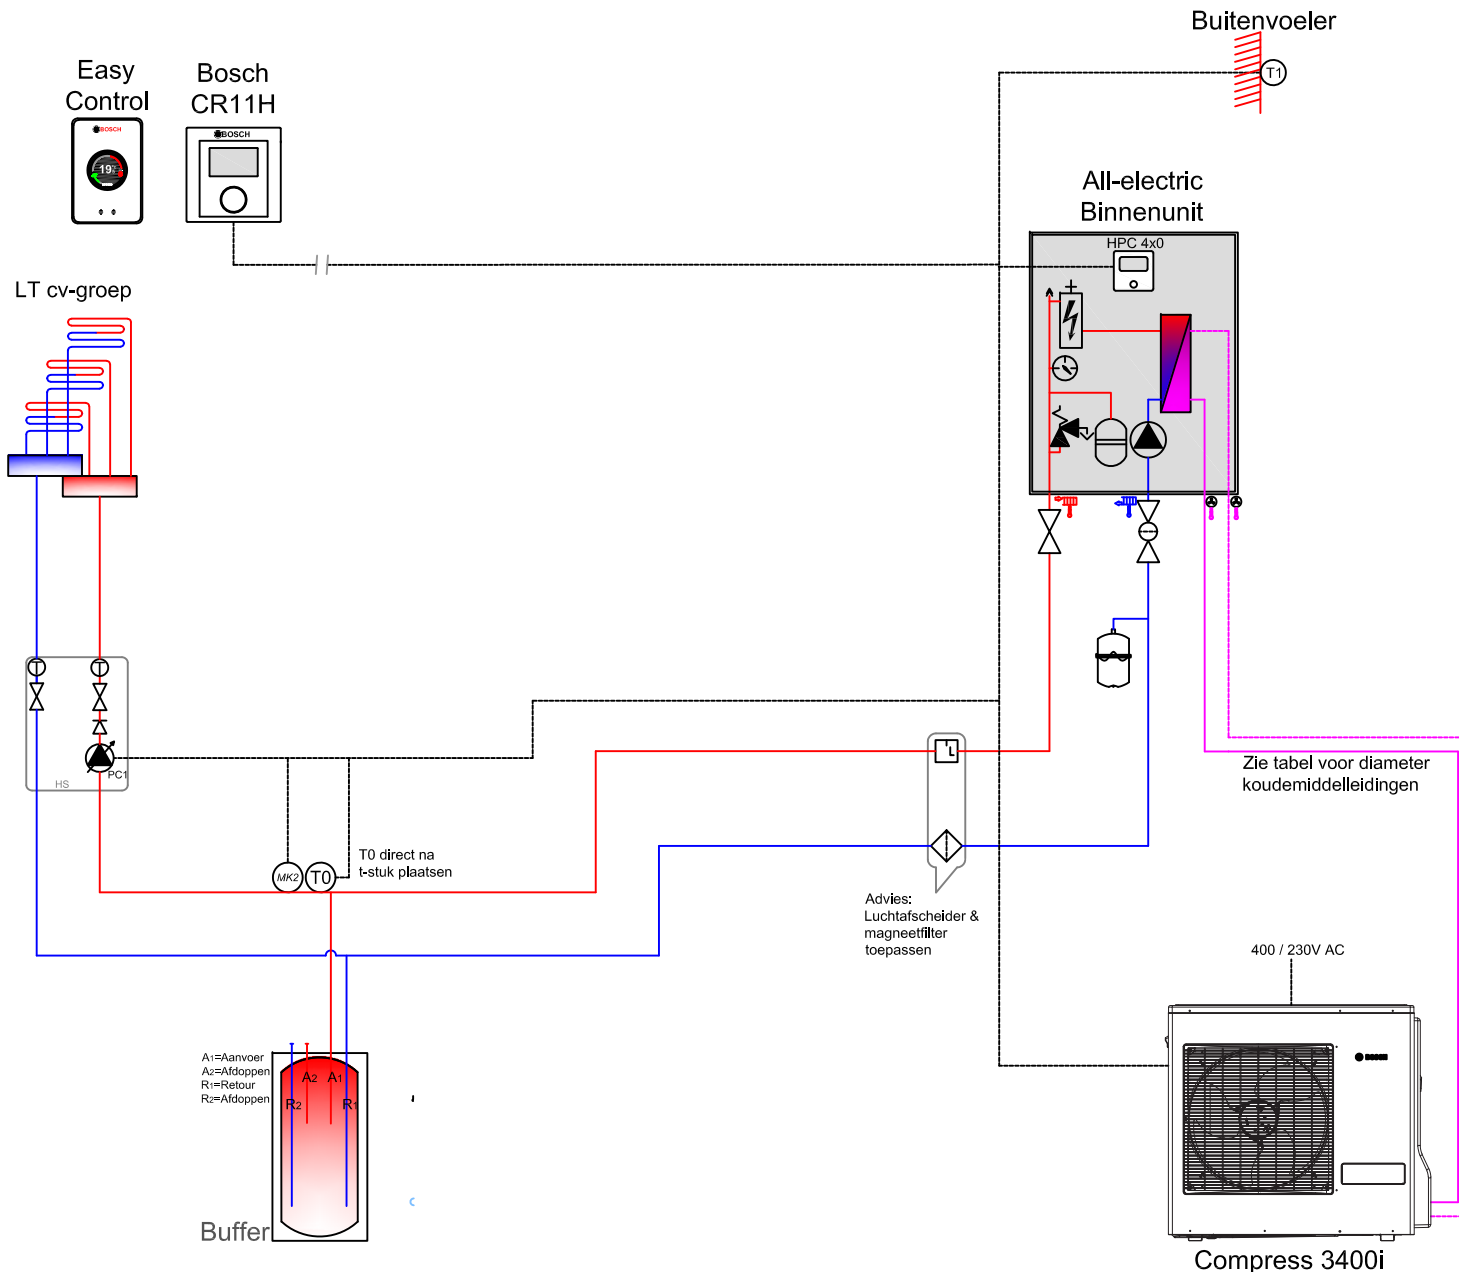 Buitenvoeler
T1
Easy
Control
Bosch
CR11H
BOSCH
19
BOSCH
All-electric
Binnenunit
HPC 4x0
LT cv-groep
T
T
PC1
HS
MK2
T0
T0 direct na
t-stuk plaatsen
L
Advies:
Luchtafscheider &
magneetfilter
toepassen
Zie tabel voor diameter
koudemiddelleidingen
400 / 230V AC
BOSCH
A1=Aanvoer
A2=Afdoppen
R1=Retour
R2=Afdoppen
A2 A1
R2 R1
Buffer
Compress 3400i